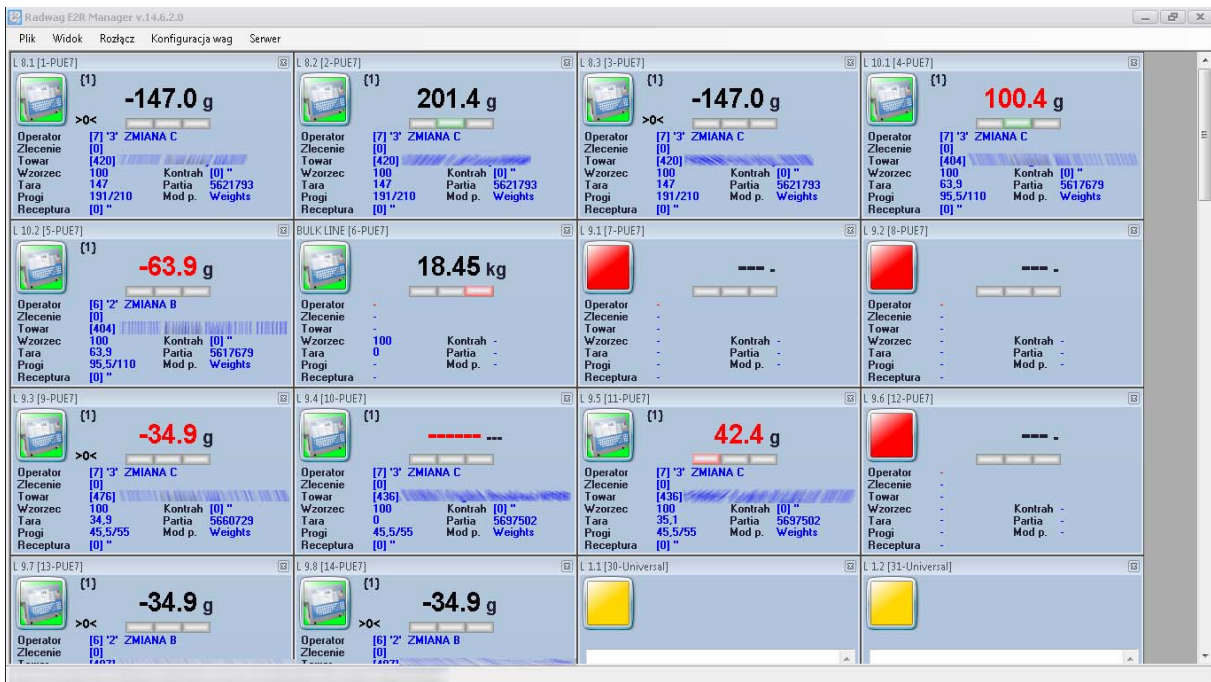 Radwag E2R Manager v.14.6.2.0
Plik Widok Rozłącz Konfiguracja wag Serwer
L 8.1 [1-PUE7]
{1}
-147.0 g
>0<
Operator [7] '3' ZMIANA C
Zlecenie [0]
Towar [420]
Wzorzec 100 Kontrah [0] "
Tara 147 Partia 5621793
Progi 191/210 Mod p. Weights
Receptura [0] "
L 8.2 [2-PUE7]
{1}
201.4 g
Operator [7] '3' ZMIANA C
Zlecenie [0]
Towar [420]
Wzorzec 100 Kontrah [0] "
Tara 147 Partia 5621793
Progi 191/210 Mod p. Weights
Receptura [0] "
L 8.3 [3-PUE7]
{1}
-147.0 g
>0<
Operator [7] '3' ZMIANA C
Zlecenie [0]
Towar [420]
Wzorzec 100 Kontrah [0] "
Tara 147 Partia 5621793
Progi 191/210 Mod p. Weights
Receptura [0] "
L 10.1 [4-PUE7]
{1}
100.4 g
Operator [7] '3' ZMIANA C
Zlecenie [0]
Towar [404]
Wzorzec 100 Kontrah [0] "
Tara 63,9 Partia 5617679
Progi 95,5/110 Mod p. Weights
Receptura [0] "
L 10.2 [5-PUE7]
{1}
-63.9 g
Operator [6] '2' ZMIANA B
Zlecenie [0]
Towar [404]
Wzorzec 100 Kontrah [0] "
Tara 63,9 Partia 5617679
Progi 95,5/110 Mod p. Weights
Receptura [0] "
BULK LINE [6-PUE7]
18.45 kg
Operator -
Zlecenie -
Towar -
Wzorzec 100 Kontrah -
Tara 0 Partia -
Progi - Mod p. -
Receptura -
L 9.1 [7-PUE7]
--- -
Operator -
Zlecenie -
Towar -
Wzorzec - Kontrah -
Tara - Partia -
Progi - Mod p. -
Receptura -
L 9.2 [8-PUE7]
--- -
Operator -
Zlecenie -
Towar -
Wzorzec - Kontrah -
Tara - Partia -
Progi - Mod p. -
Receptura -
L 9.3 [9-PUE7]
{1}
-34.9 g
>0<
Operator [7] '3' ZMIANA C
Zlecenie [0]
Towar [476]
Wzorzec 100 Kontrah [0] "
Tara 34,9 Partia 5660729
Progi 45,5/55 Mod p. Weights
Receptura [0] "
L 9.4 [10-PUE7]
{1}
------ ---
Operator [7] '3' ZMIANA C
Zlecenie [0]
Towar [436]
Wzorzec 100 Kontrah [0] "
Tara 0 Partia 5697502
Progi 45,5/55 Mod p. Weights
Receptura [0] "
L 9.5 [11-PUE7]
{1}
42.4 g
Operator [7] '3' ZMIANA C
Zlecenie [0]
Towar [436]
Wzorzec 100 Kontrah [0] "
Tara 35,1 Partia 5697502
Progi 45,5/55 Mod p. Weights
Receptura [0] "
L 9.6 [12-PUE7]
--- -
Operator -
Zlecenie -
Towar -
Wzorzec - Kontrah -
Tara - Partia -
Progi - Mod p. -
Receptura -
L 9.7 [13-PUE7]
{1}
-34.9 g
>0<
Operator [6] '2' ZMIANA B
Zlecenie [0]
L 9.8 [14-PUE7]
{1}
-34.9 g
>0<
Operator [6] '2' ZMIANA B
Zlecenie [0]
L 1.1 [30-Universal]
L 1.2 [31-Universal]